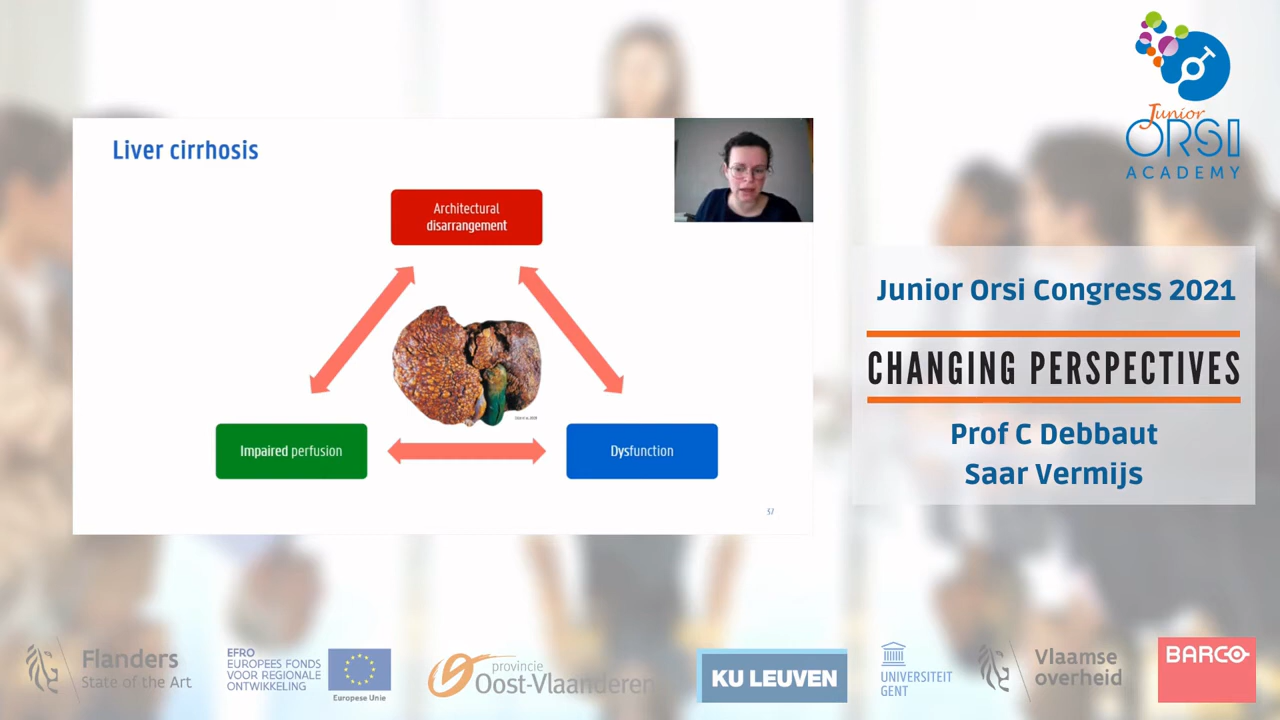 Liver cirrhosis
Architectural
disarrangement
Impaired perfusion
Dysfunction
37
Junior
ORSI
ACADEMY
Junior Orsi Congress 2021
CHANGING PERSPECTIVES
Prof C Debbaut
Saar Vermijs
Flanders
State of the Art
EFRO
EUROPEES FONDS
VOOR REGIONALE
ONTWIKKELING
Europese Unie
provincie
Oost-Vlaanderen
KU LEUVEN
UNIVERSITEIT
GENT
Vlaamse
overheid
BARCO